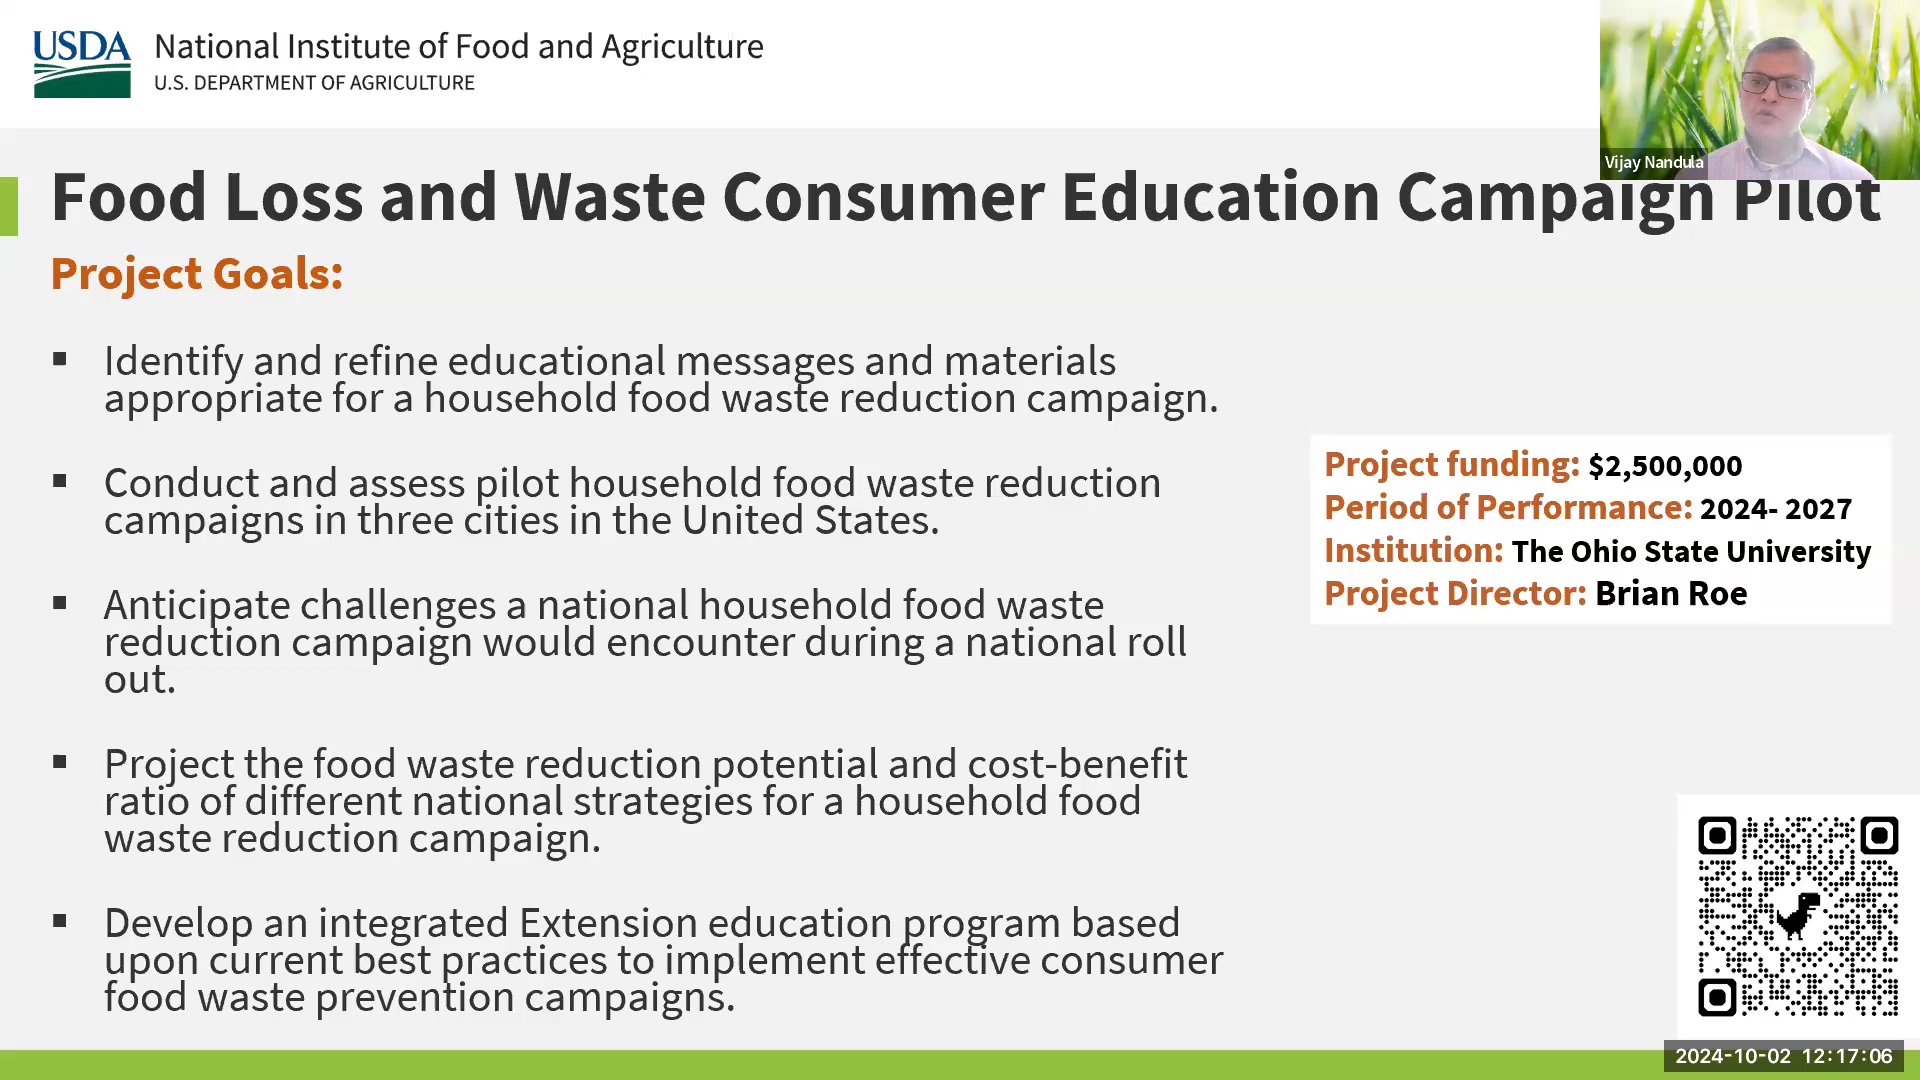 USDA
National Institute of Food and Agriculture
U.S. DEPARTMENT OF AGRICULTURE
Vijay Nandula
Food Loss and Waste Consumer Education Campaign Pilot
Project Goals:
▪ Identify and refine educational messages and materials
appropriate for a household food waste reduction campaign.
▪ Conduct and assess pilot household food waste reduction
campaigns in three cities in the United States.
▪ Anticipate challenges a national household food waste
reduction campaign would encounter during a national roll
out.
▪ Project the food waste reduction potential and cost-benefit
ratio of different national strategies for a household food
waste reduction campaign.
▪ Develop an integrated Extension education program based
upon current best practices to implement effective consumer
food waste prevention campaigns.
Project funding: $2,500,000
Period of Performance: 2024- 2027
Institution: The Ohio State University
Project Director: Brian Roe
2024-10-02 12:17:06